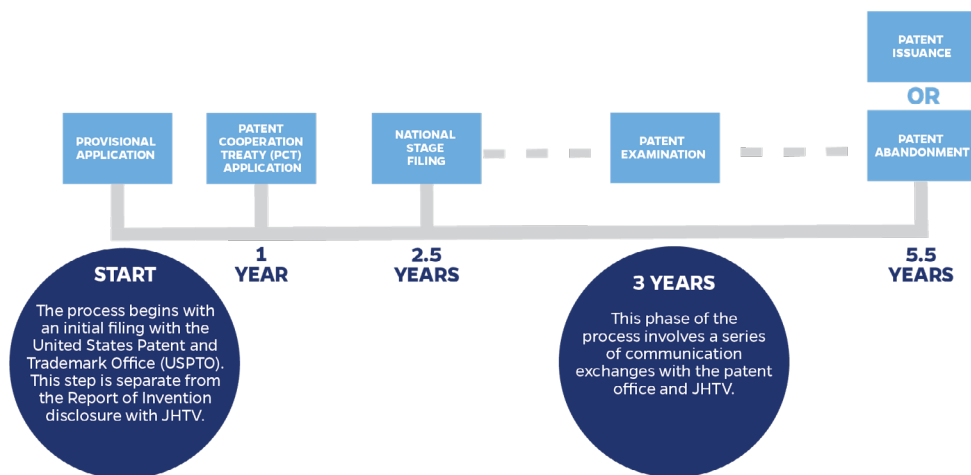 PATENT
ISSUANCE
OR
PROVISIONAL
APPLICATION
PATENT
COOPERATION
TREATY (PCT)
APPLICATION
NATIONAL
STAGE
FILING
PATENT
EXAMINATION
PATENT
ABANDONMENT
START
The process begins with
an initial filing with the
United States Patent and
Trademark Office (USPTO).
This step is separate from
the Report of Invention
disclosure with JHTV.
1
YEAR
2.5
YEARS
3 YEARS
This phase of the
process involves a series
of communication
exchanges with the patent
office and JHTV.
5.5
YEARS